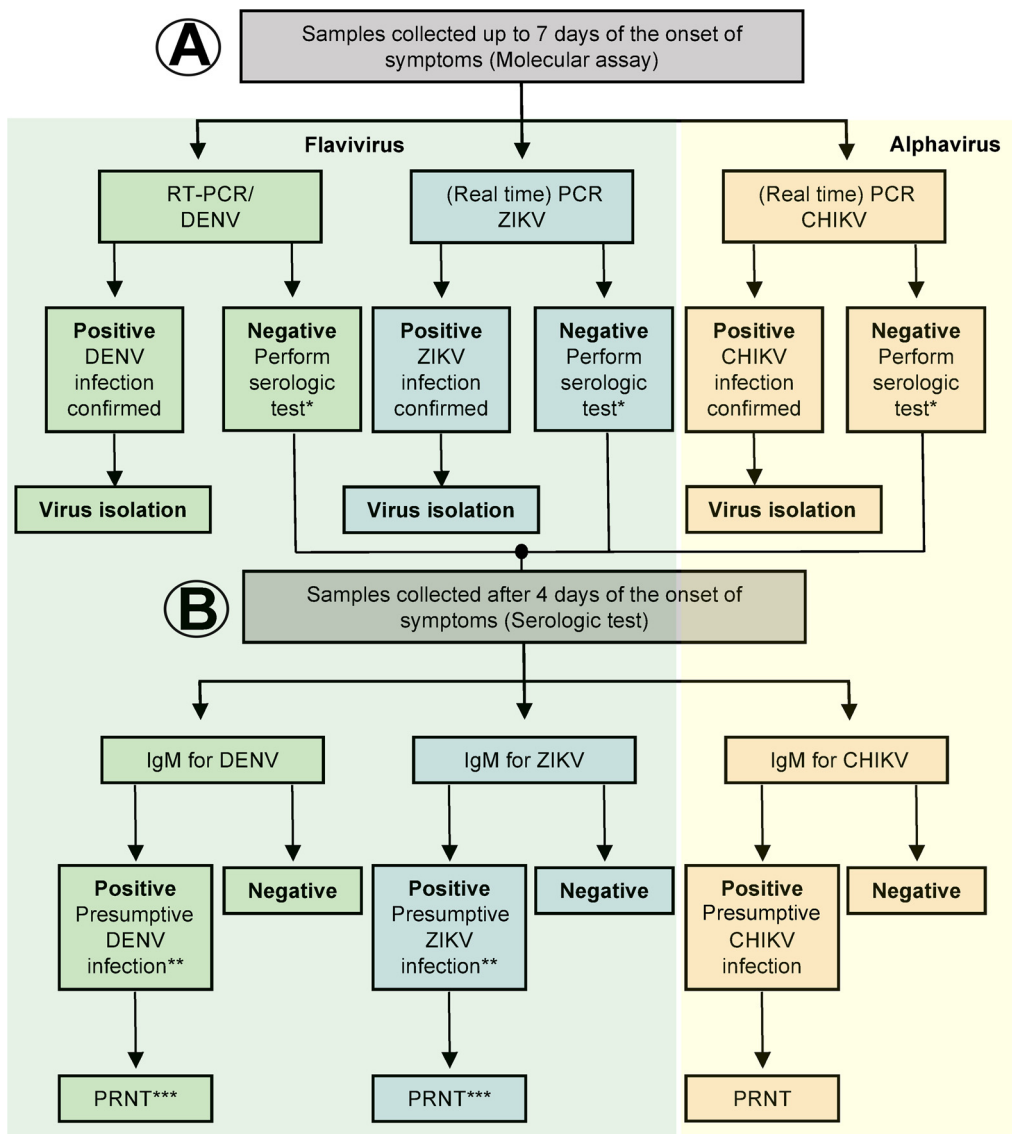 A
Samples collected up to 7 days of the onset of
symptoms (Molecular assay)
Flavivirus
Alphavirus
RT-PCR/
DENV
(Real time) PCR
ZIKV
(Real time) PCR
CHIKV
Positive
DENV
infection
confirmed
Negative
Perform
serologic
test*
Positive
ZIKV
infection
confirmed
Negative
Perform
serologic
test*
Positive
CHIKV
infection
confirmed
Negative
Perform
serologic
test*
Virus isolation
Virus isolation
Virus isolation
B
Samples collected after 4 days of the onset of
symptoms (Serologic test)
IgM for DENV
IgM for ZIKV
IgM for CHIKV
Positive
Presumptive
DENV
infection**
Negative
Positive
Presumptive
ZIKV
infection**
Negative
Positive
Presumptive
CHIKV
infection
Negative
PRNT***
PRNT***
PRNT